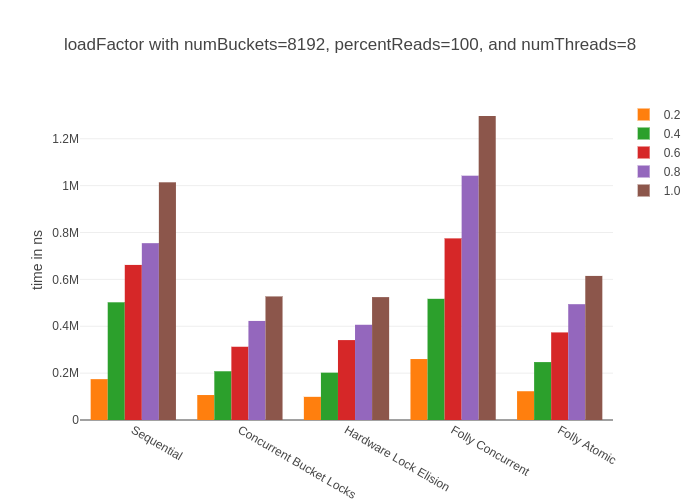 loadFactor with numBuckets=8192, percentReads=100, and numThreads=8
0.2
0.4
0.6
0.8
1.0
time in ns
1.2M
1M
0.8M
0.6M
0.4M
0.2M
0
Sequential
Concurrent Bucket Locks
Hardware Lock Elision
Folly Concurrent
Folly Atomic